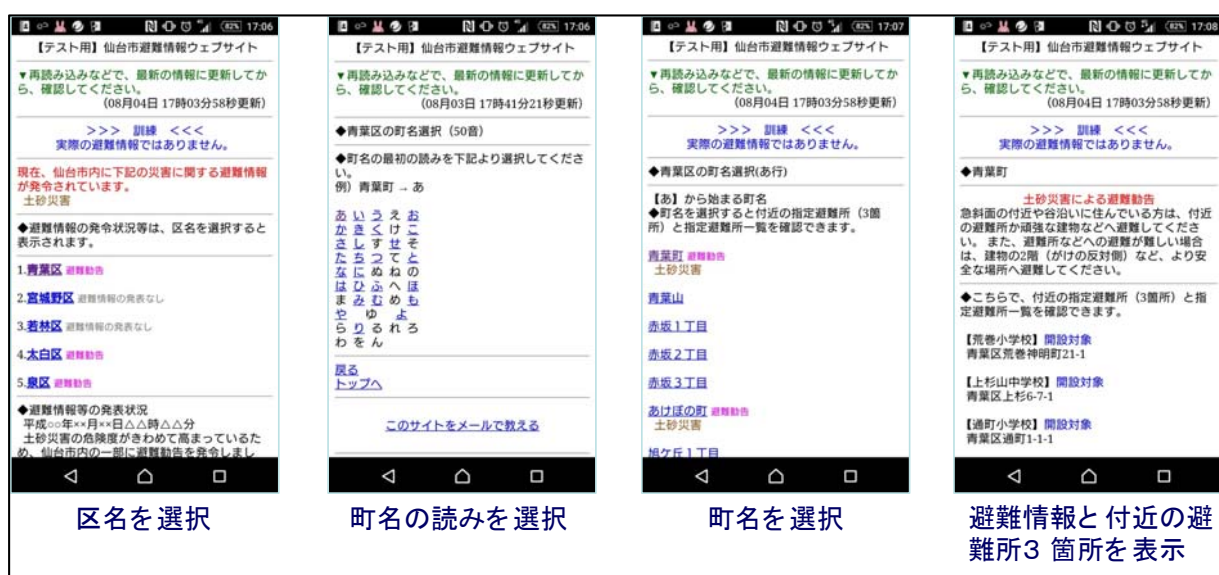 17:06
【テスト用】仙台市避難情報ウェブサイト
▼再読み込みなどで、最新の情報に更新してか
ら、確認してください。
(08月04日 17時03分58秒更新)
>>> 訓練 <<<
実際の避難情報ではありません。
現在、仙台市内に下記の災害に関する避難情報
が発令されています。
土砂災害
◆避難情報の発令状況等は、区名を選択すると
表示されます。
1.青葉区 避難勧告
2.宮城野区 避難情報の発表なし
3.若林区 避難情報の発表なし
4.太白区 避難勧告
5.泉区 避難勧告
◆避難情報等の発表状況
平成○○年××月××日△△時△△分
土砂災害の危険度がきわめて高まっているた
め、仙台市内の一部に避難勧告を発令しまし
区名を選択
82% 17:06
【テスト用】仙台市避難情報ウェブサイト
▼再読み込みなどで、最新の情報に更新してか
ら、確認してください。
(08月03日 17時41分21秒更新)
◆青葉区の町名選択（50音）
◆町名の最初の読みを下記より選択してくださ
い。
例）青葉町 → あ
あ い う え お
か き く け こ
さ し す せ そ
た ち つ て と
な に ぬ ね の
は ひ ふ へ ほ
ま み む め も
や ゆ よ
ら り る れ ろ
わ を ん
戻る
トップへ
このサイトをメールで教える
町名の読みを選択
82% 17:07
【テスト用】仙台市避難情報ウェブサイト
▼再読み込みなどで、最新の情報に更新してか
ら、確認してください。
(08月04日 17時03分58秒更新)
>>> 訓練 <<<
実際の避難情報ではありません。
◆青葉区の町名選択(あ行)
【あ】から始まる町名
◆町名を選択すると付近の指定避難所（3箇
所）と指定避難所一覧を確認できます。
青葉町 避難勧告
土砂災害
青葉山
赤坂１丁目
赤坂２丁目
赤坂３丁目
あけぼの町 避難勧告
土砂災害
旭ケ丘１丁目
町名を選択
82% 17:08
【テスト用】仙台市避難情報ウェブサイト
▼再読み込みなどで、最新の情報に更新してか
ら、確認してください。
(08月04日 17時03分58秒更新)
>>> 訓練 <<<
実際の避難情報ではありません。
◆青葉町
土砂災害による避難勧告
急斜面の付近や谷沿いに住んでいる方は、付近
の避難所か頑強な建物などへ避難してくださ
い。 また、避難所などへの避難が難しい場合
は、建物の2階（がけの反対側）など、より安
全な場所へ避難してください。
◆こちらで、付近の指定避難所（3箇所）と指
定避難所一覧を確認できます。
【荒巻小学校】開設対象
青葉区荒巻神明町21-1
【上杉山中学校】開設対象
青葉区上杉6-7-1
【通町小学校】開設対象
青葉区通町1-1-1
避難情報と付近の避
難所3 箇所を表示